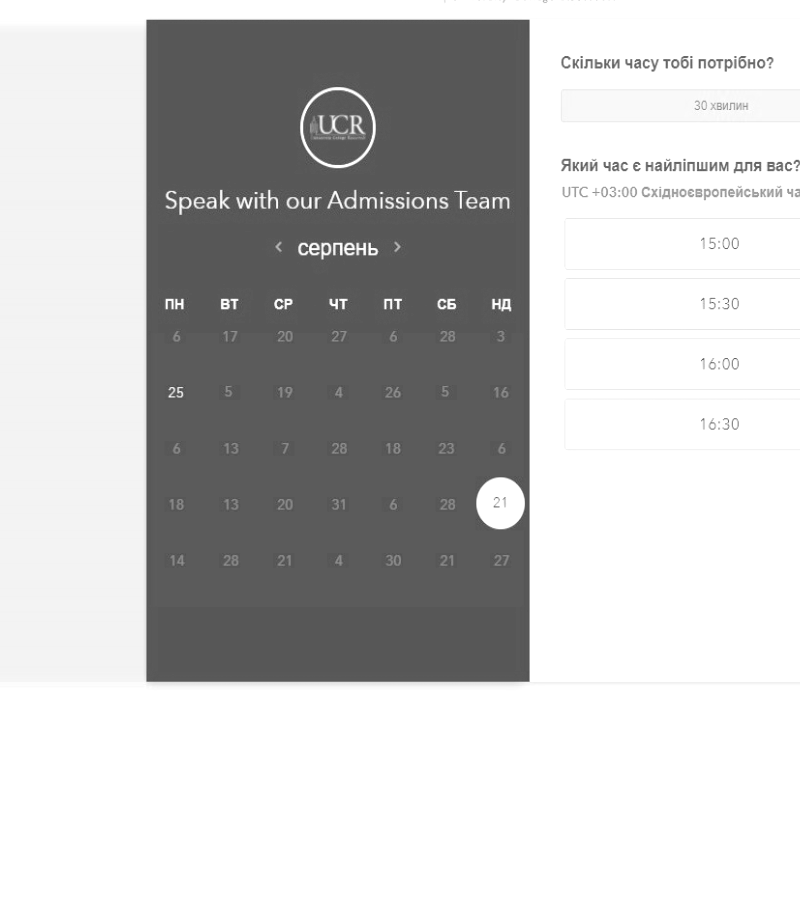 UCR
Speak with our Admissions Team
серпень
ПН ВТ СР ЧТ ПТ СБ НД
6 17 20 27 6 28 3
25 5 19 4 26 5 16
6 13 7 28 18 23 6
18 13 20 31 6 28 21
14 28 21 4 30 21 27
Скільки часу тобі потрібно?
30 хвилин
Який час є найліпшим для вас?
UTC +03:00 Східноєвропейський ча
15:00
15:30
16:00
16:30